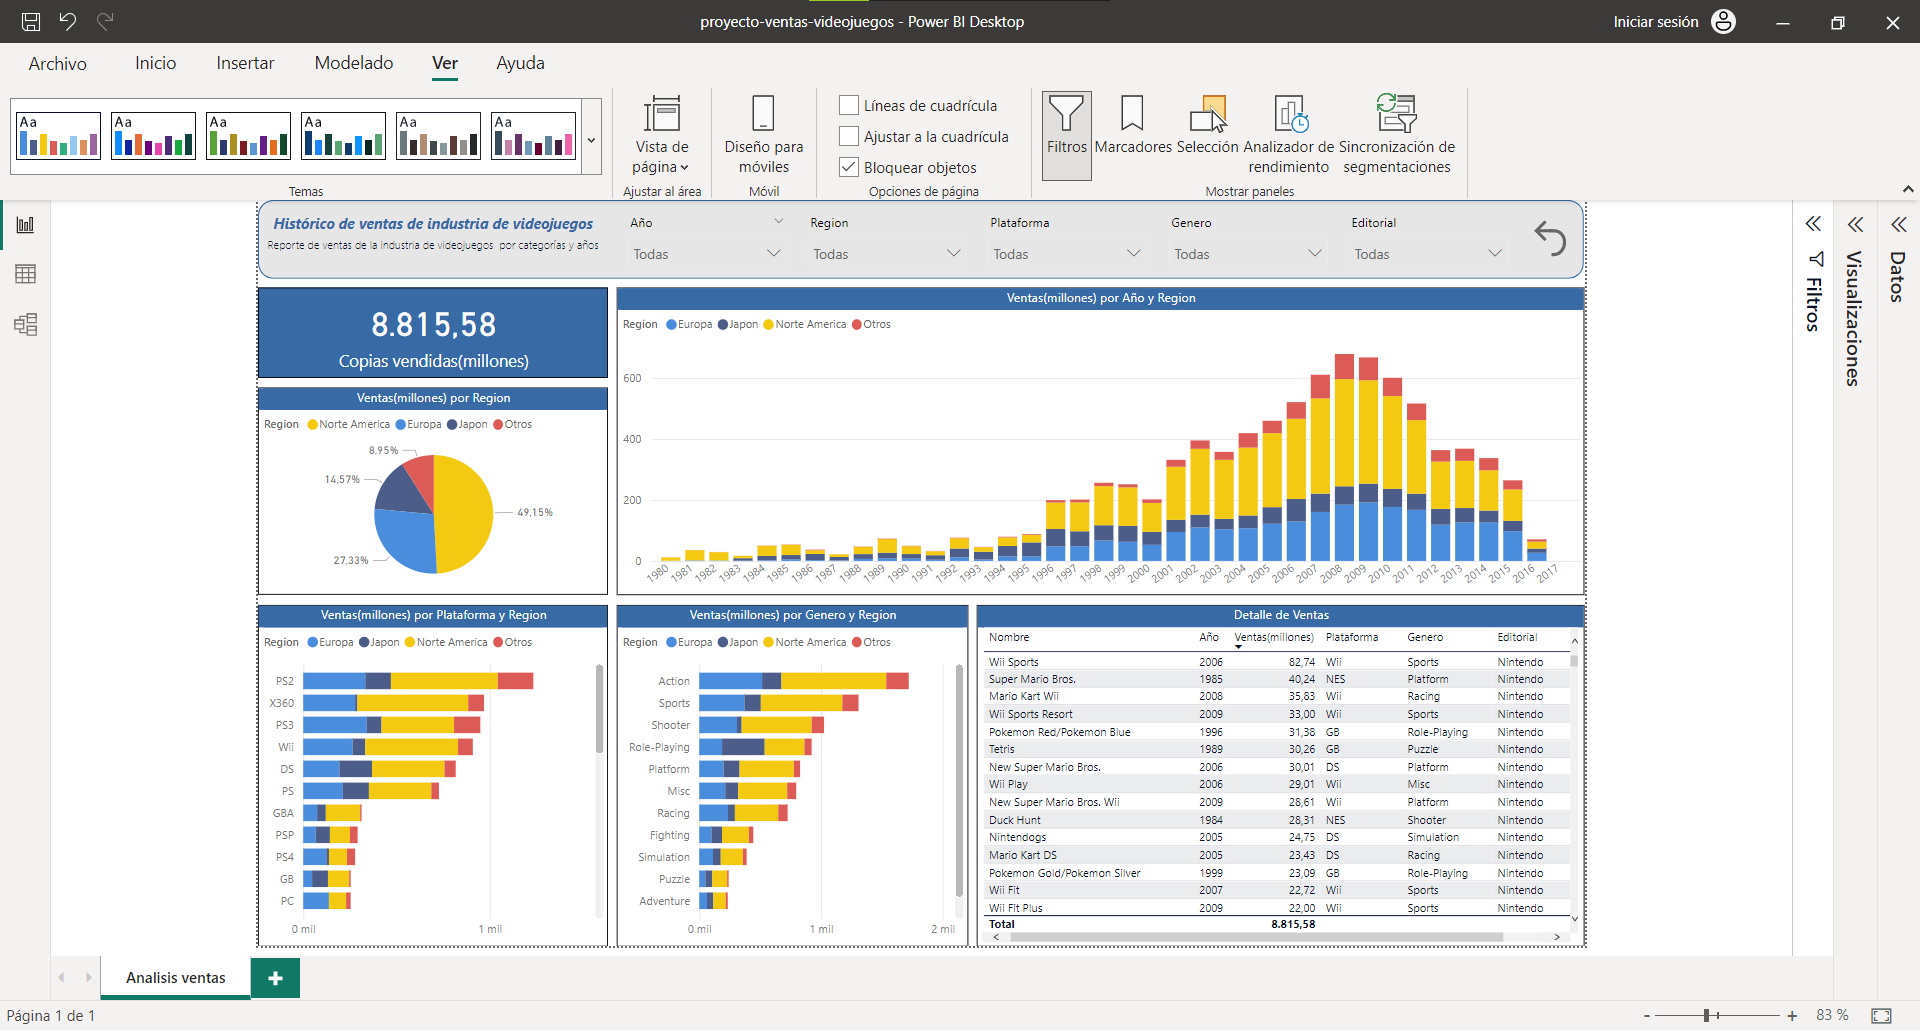 proyecto-ventas-videojuegos - Power BI Desktop
Iniciar sesión
Archivo Inicio Insertar Modelado Ver Ayuda
Aa Aa Aa Aa Aa Aa
Temas
Vista de página
Ajustar al área
Diseño para móviles
Móvil
Líneas de cuadrícula
Ajustar a la cuadrícula
Bloquear objetos
Opciones de página
Filtros
Marcadores
Selección
Analizador de rendimiento
Sincronización de segmentaciones
Mostrar paneles
Histórico de ventas de industria de videojuegos
Reporte de ventas de la industria de videojuegos por categorías y años
Año Region Plataforma Genero Editorial
Todas Todas Todas Todas Todas
8.815,58
Copias vendidas(millones)
Ventas(millones) por Region
Region Norte America Europa Japon Otros
8,95%
14,57%
49,15%
27,33%
Ventas(millones) por Año y Region
Region Europa Japon Norte America Otros
600
400
200
0
1980 1981 1982 1983 1984 1985 1986 1987 1988 1989 1990 1991 1992 1993 1994 1995 1996 1997 1998 1999 2000 2001 2002 2003 2004 2005 2006 2007 2008 2009 2010 2011 2012 2013 2014 2015 2016 2017
Ventas(millones) por Plataforma y Region
Region Europa Japon Norte America Otros
PS2
X360
PS3
Wii
DS
PS
GBA
PSP
PS4
GB
PC
0 mil 1 mil
Ventas(millones) por Genero y Region
Region Europa Japon Norte America Otros
Action
Sports
Shooter
Role-Playing
Platform
Misc
Racing
Fighting
Simulation
Puzzle
Adventure
0 mil 1 mil 2 mil
Detalle de Ventas
Nombre Año Ventas(millones) Plataforma Genero Editorial
Wii Sports 2006 82,74 Wii Sports Nintendo
Super Mario Bros. 1985 40,24 NES Platform Nintendo
Mario Kart Wii 2008 35,83 Wii Racing Nintendo
Wii Sports Resort 2009 33,00 Wii Sports Nintendo
Pokemon Red/Pokemon Blue 1996 31,38 GB Role-Playing Nintendo
Tetris 1989 30,26 GB Puzzle Nintendo
New Super Mario Bros. 2006 30,01 DS Platform Nintendo
Wii Play 2006 29,01 Wii Misc Nintendo
New Super Mario Bros. Wii 2009 28,61 Wii Platform Nintendo
Duck Hunt 1984 28,31 NES Shooter Nintendo
Nintendogs 2005 24,75 DS Simulation Nintendo
Mario Kart DS 2005 23,43 DS Racing Nintendo
Pokemon Gold/Pokemon Silver 1999 23,09 GB Role-Playing Nintendo
Wii Fit 2007 22,72 Wii Sports Nintendo
Wii Fit Plus 2009 22,00 Wii Sports Nintendo
Total 8.815,58
Filtros
Visualizaciones
Datos
Analisis ventas
Página 1 de 1
83 %